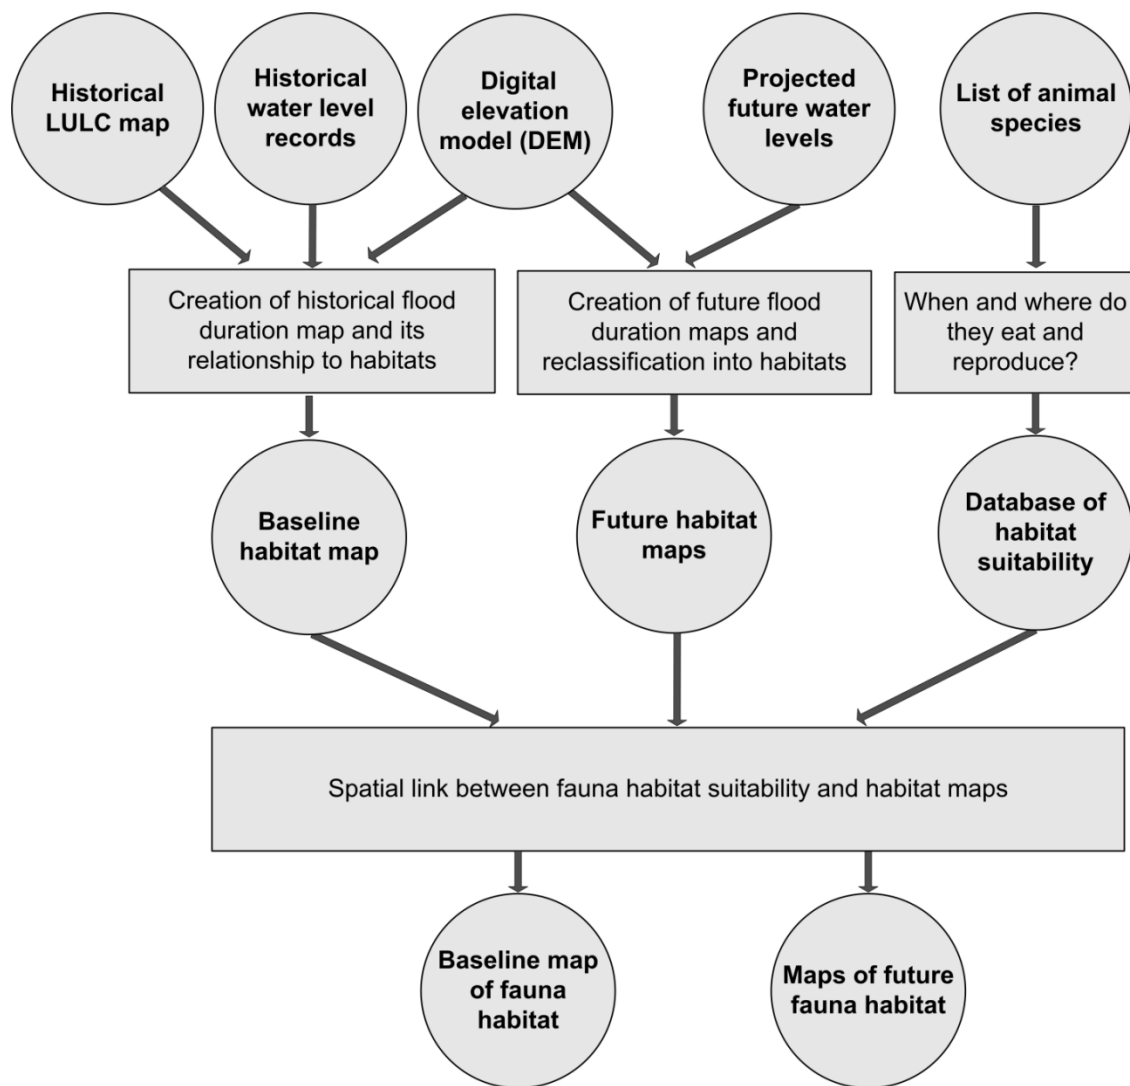 Historical
LULC map
Historical
water level
records
Digital
elevation
model (DEM)
Projected
future water
levels
List of animal
species
Creation of historical flood
duration map and its
relationship to habitats
Creation of future flood
duration maps and
reclassification into habitats
When and where do
they eat and
reproduce?
Baseline
habitat map
Future habitat
maps
Database of
habitat
suitability
Spatial link between fauna habitat suitability and habitat maps
Baseline map
of fauna
habitat
Maps of future
fauna habitat